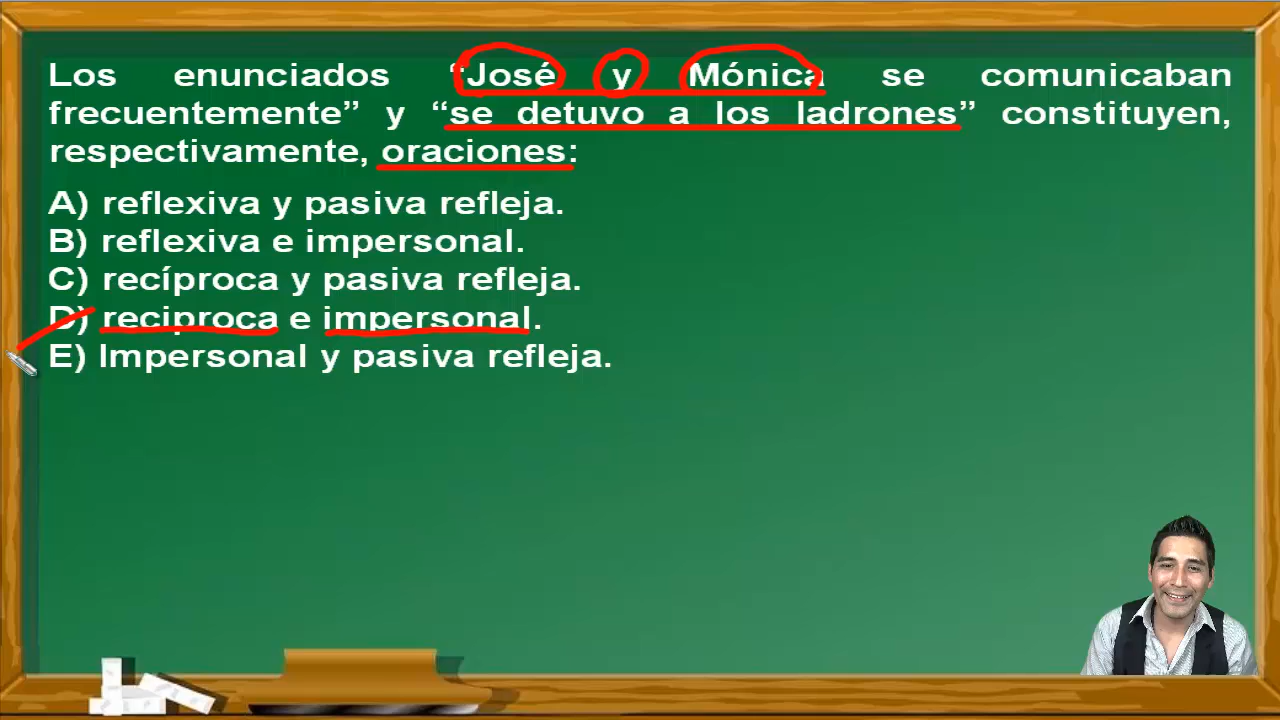 Los enunciados “José y Mónica se comunicaban
frecuentemente” y “se detuvo a los ladrones” constituyen,
respectivamente, oraciones:
A) reflexiva y pasiva refleja.
B) reflexiva e impersonal.
C) recíproca y pasiva refleja.
D) reciproca e impersonal.
E) Impersonal y pasiva refleja.